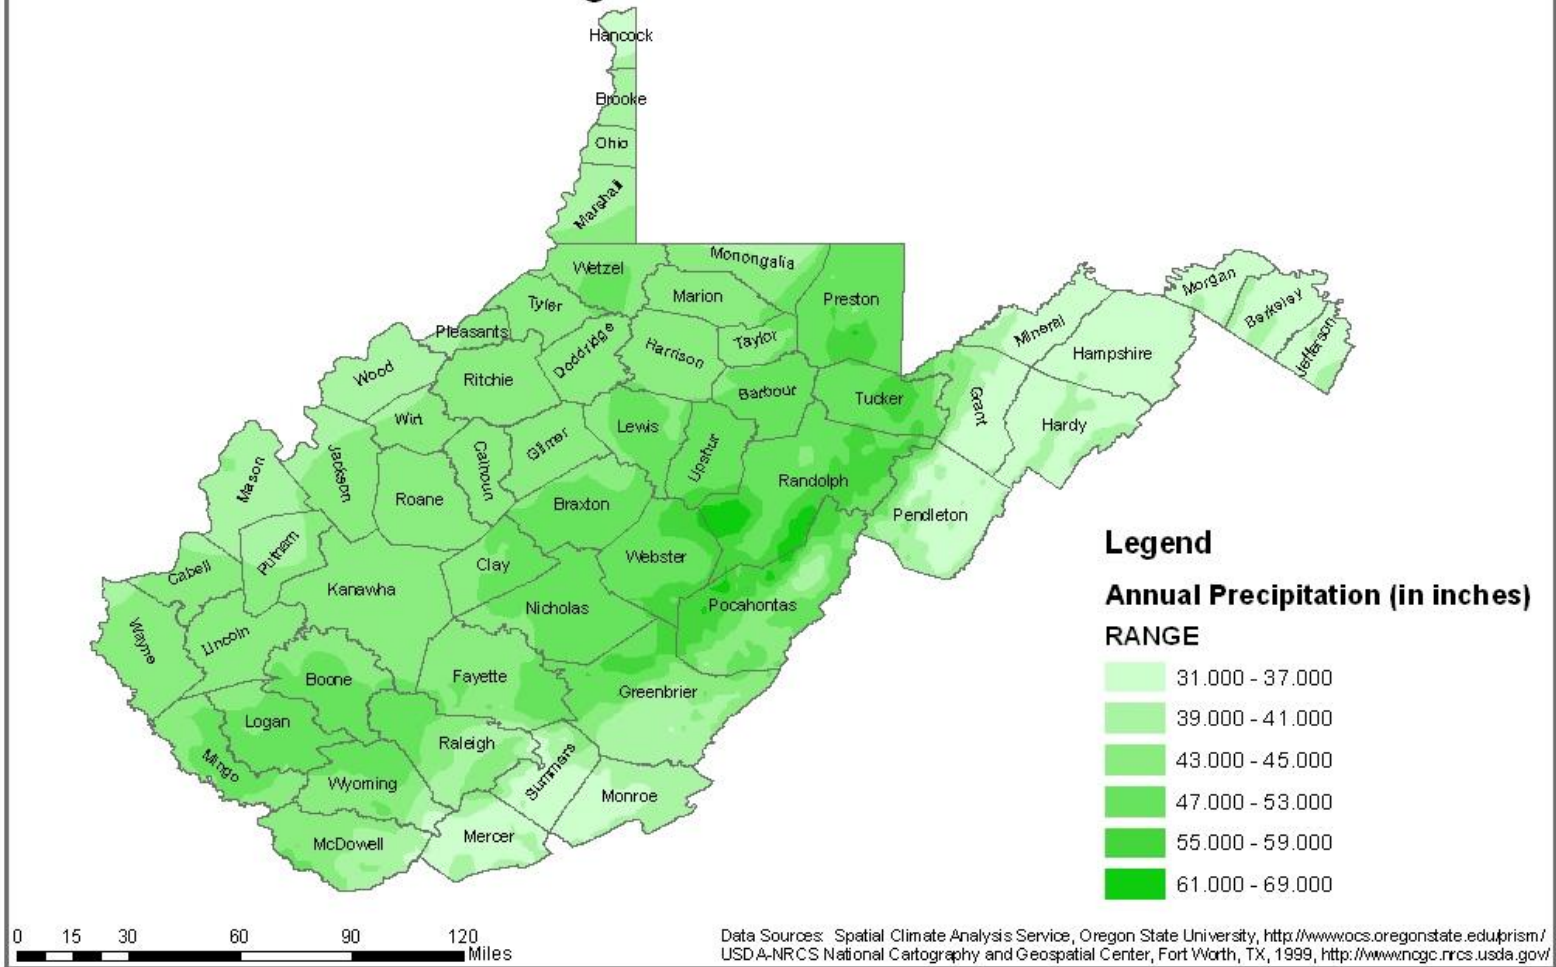 Hancock
Brooke
Ohio
Marshall
Wetzel
Monongalia
Marion
Preston
Tyler
Pleasants
Doddridge
Harrison
Taylor
Morgan
Berkeley
Jefferson
Mineral
Hampshire
Wood
Ritchie
Barbour
Tucker
Grant
Hardy
Wirt
Lewis
Gilmer
Calhoun
Upshur
Randolph
Jackson
Mason
Roane
Braxton
Pendleton
Putnam
Cabell
Clay
Webster
Kanawha
Nicholas
Pocahontas
Wayne
Lincoln
Boone
Fayette
Greenbrier
Logan
Raleigh
Mingo
Wyoming
Summers
Monroe
McDowell
Mercer
Legend
Annual Precipitation (in inches)
RANGE
31.000 - 37.000
39.000 - 41.000
43.000 - 45.000
47.000 - 53.000
55.000 - 59.000
61.000 - 69.000
0 15 30 60 90 120
Miles
Data Sources: Spatial Climate Analysis Service, Oregon State University, http://www.ocs.oregonstate.edu/prism/
USDA-NRCS National Cartography and Geospatial Center, Fort Worth, TX, 1999, http://www.ncgc.nrcs.usda.gov/